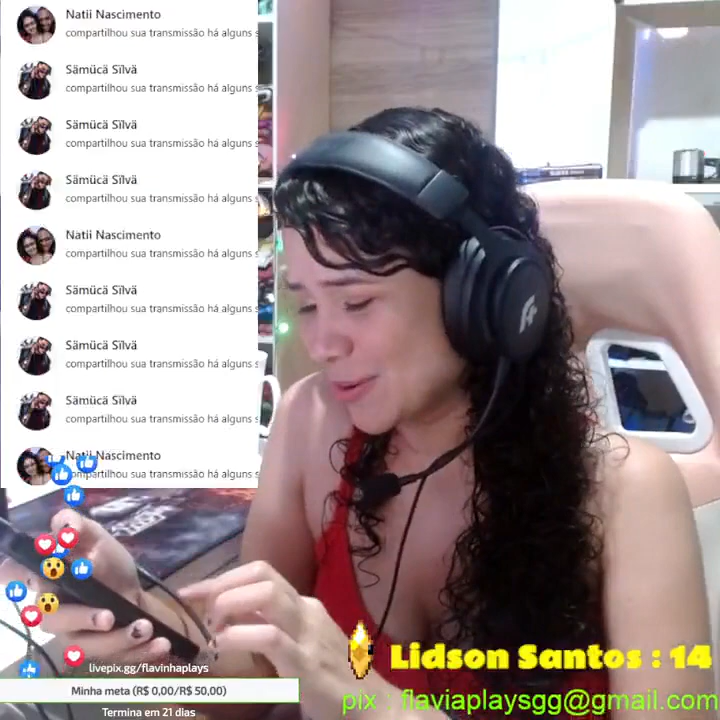 Natii Nascimento
compartilhou sua transmissão há alguns s
Sämücä Sïlvä
compartilhou sua transmissão há alguns s
Sämücä Sïlvä
compartilhou sua transmissão há alguns s
Sämücä Sïlvä
compartilhou sua transmissão há alguns s
Natii Nascimento
compartilhou sua transmissão há alguns s
Sämücä Sïlvä
compartilhou sua transmissão há alguns s
Sämücä Sïlvä
compartilhou sua transmissão há alguns s
Sämücä Sïlvä
compartilhou sua transmissão há alguns s
Natii Nascimento
compartilhou sua transmissão há alguns s
Lidson Santos : 14
livepix.gg/flavinhaplays
Minha meta (R$ 0,00/R$ 50,00)
pix : flaviaplaysgg@gmail.com
Termina em 21 dias